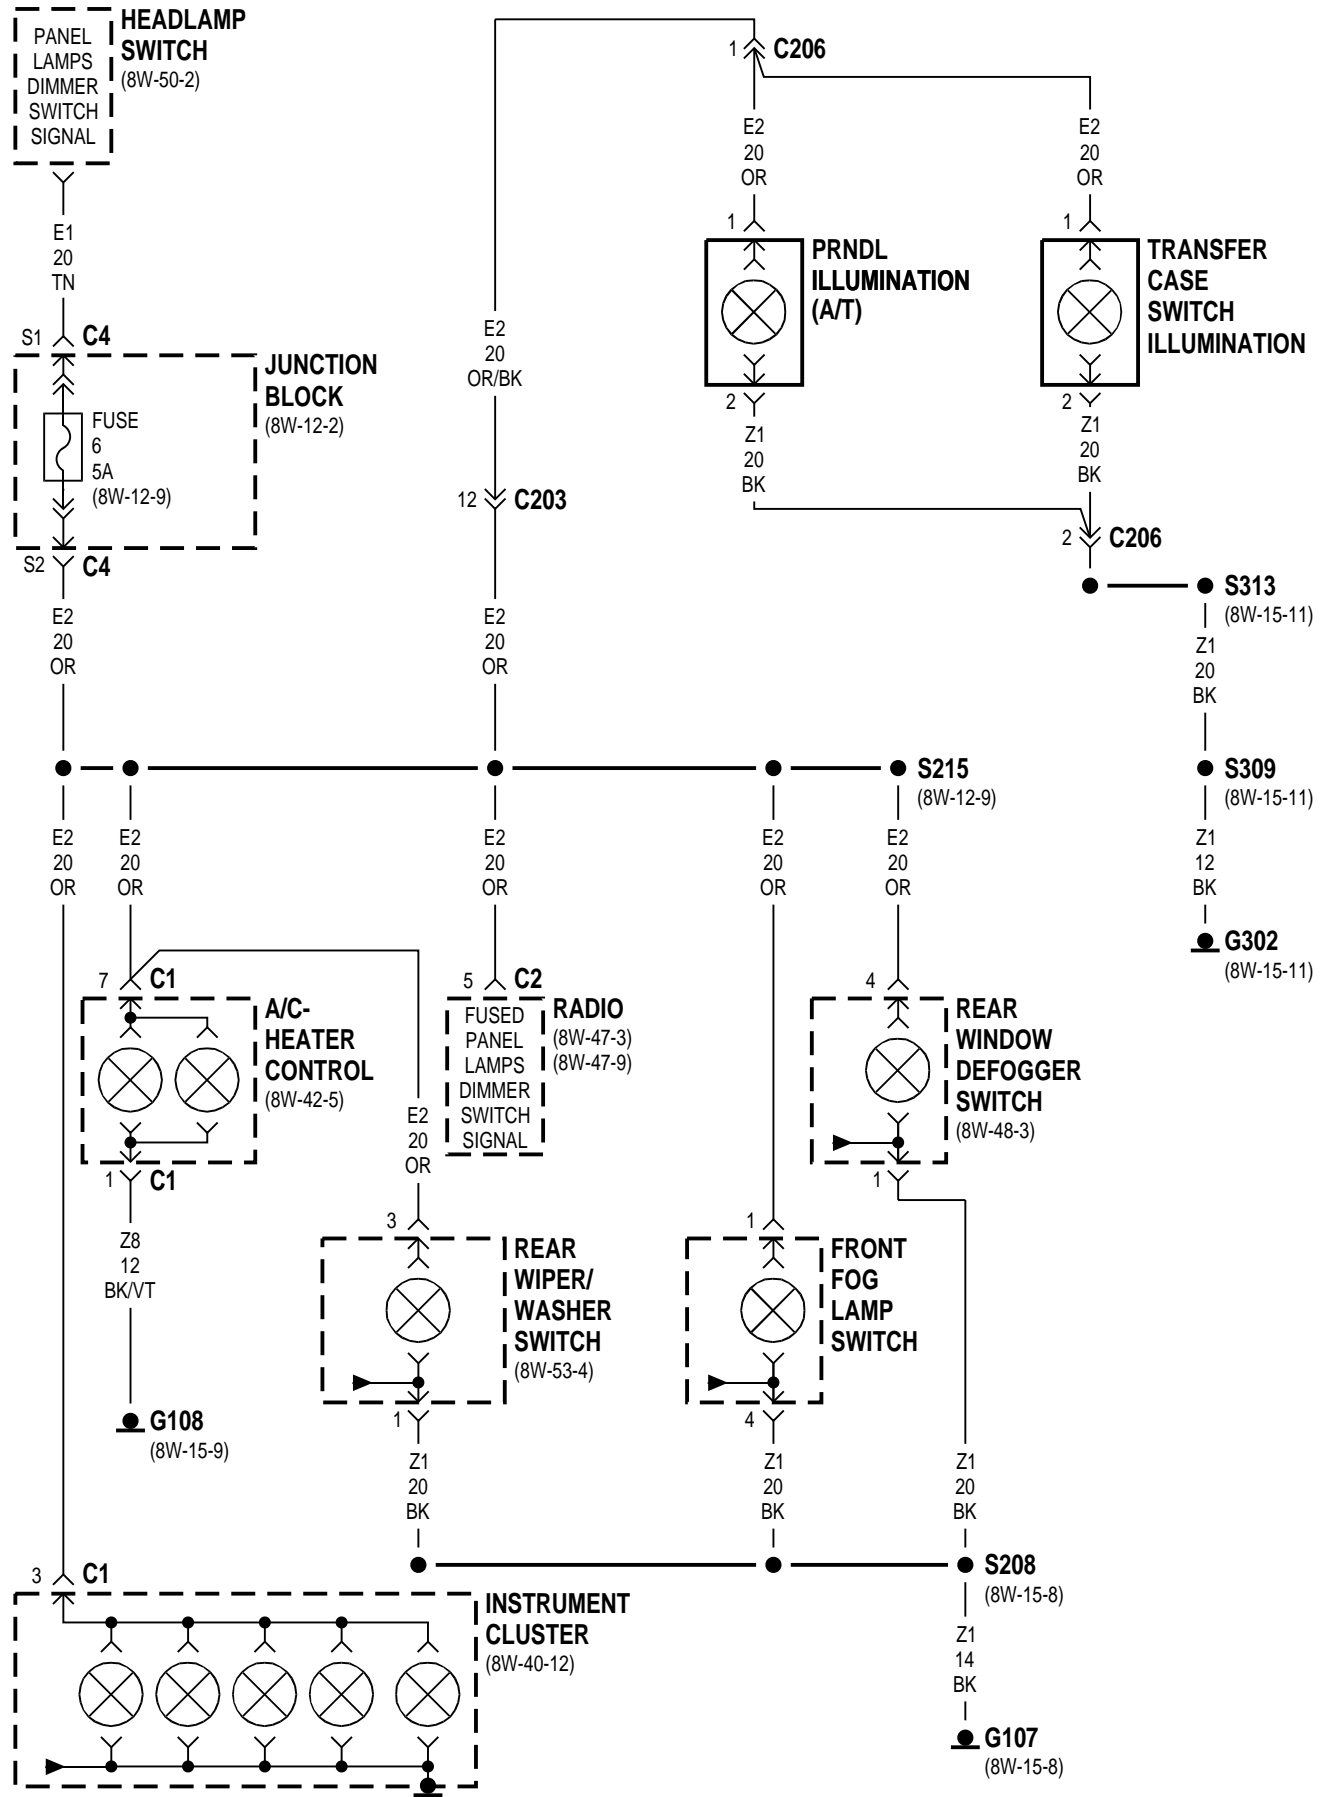 PANEL
LAMPS
DIMMER
SWITCH
SIGNAL
HEADLAMP
SWITCH
(8W-50-2)
E1
20
TN
S1
C4
JUNCTION
BLOCK
(8W-12-2)
FUSE
6
5A
(8W-12-9)
S2
C4
E2
20
OR
1
C206
E2
20
OR/BK
12
C203
E2
20
OR
E2
20
OR
1
PRNDL
ILLUMINATION
(A/T)
2
Z1
20
BK
E2
20
OR
1
TRANSFER
CASE
SWITCH
ILLUMINATION
2
Z1
20
BK
2
C206
S313
(8W-15-11)
Z1
20
BK
S309
(8W-15-11)
Z1
12
BK
G302
(8W-15-11)
S215
(8W-12-9)
E2
20
OR
E2
20
OR
E2
20
OR
E2
20
OR
E2
20
OR
7
C1
A/C-
HEATER
CONTROL
(8W-42-5)
1
C1
Z8
12
BK/VT
G108
(8W-15-9)
5
C2
FUSED
PANEL
LAMPS
DIMMER
SWITCH
SIGNAL
RADIO
(8W-47-3)
(8W-47-9)
E2
20
OR
3
REAR
WIPER/
WASHER
SWITCH
(8W-53-4)
1
Z1
20
BK
1
FRONT
FOG
LAMP
SWITCH
4
Z1
20
BK
4
REAR
WINDOW
DEFOGGER
SWITCH
(8W-48-3)
1
Z1
20
BK
S208
(8W-15-8)
Z1
14
BK
G107
(8W-15-8)
3
C1
INSTRUMENT
CLUSTER
(8W-40-12)